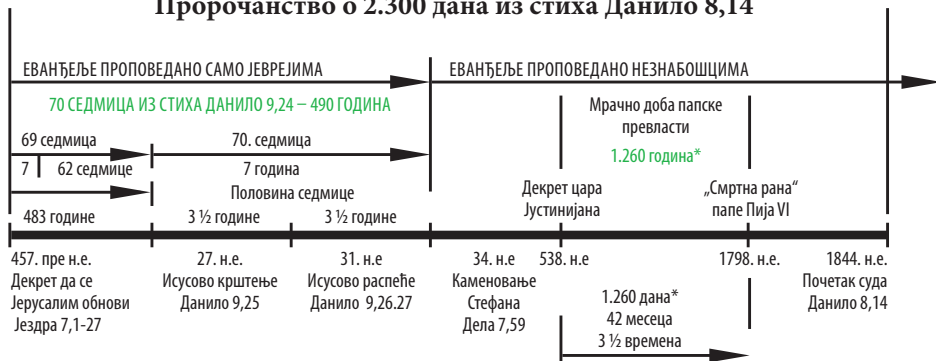 Пророчанство о 2.300 дана из стиха Данило 8,14
ЕВАНЂЕЉЕ ПРОПОВЕДАНО САМО ЈЕВРЕЈИМА
ЕВАНЂЕЉЕ ПРОПОВЕДАНО НЕЗНАБОШЦИМА
70 СЕДМИЦА ИЗ СТИХА ДАНИЛО 9,24 – 490 ГОДИНА
69 седмица
70. седмица
7
62 седмице
7 година
Половина седмице
483 године
3 ½ године
3 ½ године
Мрачно доба папске
превласти
1.260 година*
Декрет цара
Јустинијана
„Смртна рана“
папе Пија VI
457. пре н.е.
Декрет да се
Јерусалим обнови
Јездра 7,1-27
27. н.е.
Исусово крштење
Данило 9,25
31. н.е.
Исусово распеће
Данило 9,26.27
34. н.е
Каменовање
Стефана
Дела 7,59
538. н.е
1798. н.е.
1844. н.е.
Почетак суда
Данило 8,14
1.260 дана*
42 месеца
3 ½ времена